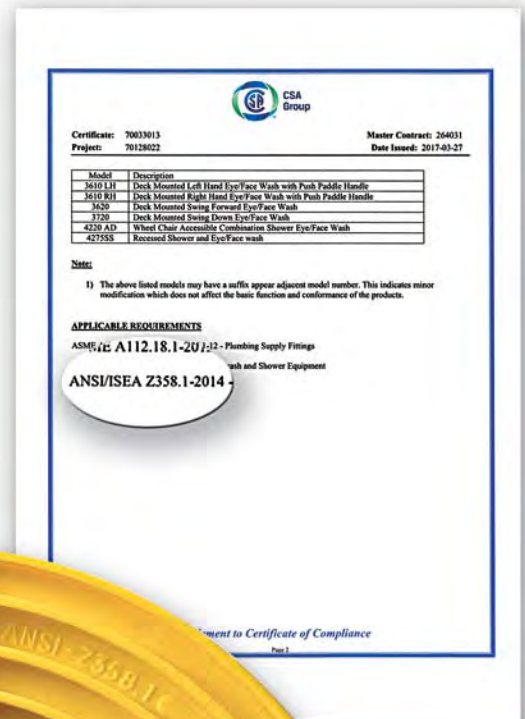 CSA
Group
Certificate: 70033013
Master Contract: 264031
Project: 70128022
Date Issued: 2017-03-27
Model Description
3610 LH Deck Mounted Left Hand Eye/Face Wash with Push Paddle Handle
3610 RH Deck Mounted Right Hand Eye/Face Wash with Push Paddle Handle
3620 Deck Mounted Swing Forward Eye/Face Wash
3720 Deck Mounted Swing Down Eye/Face Wash
4220 AD Wheel Chair Accessible Combination Shower Eye/Face Wash
4275SS Recessed Shower and Eye/Face wash
Note:
1) The above listed models may have a suffix appear adjacent model number. This indicates minor
modification which does not affect the basic function and conformance of the products.
APPLICABLE REQUIREMENTS
A112.18.1- - Plumbing Supply Fittings
and Shower Equipment
ANSI/ISEA Z358.1-2014 -
to Certificate of Compliance
Page 2
ANSI-Z358.1